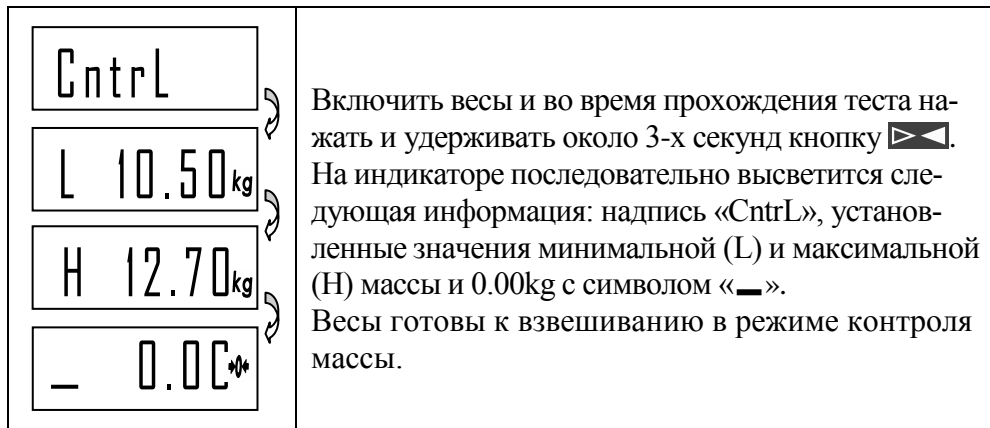 CntrL
L 10.50kg
H 12.70kg
_ 0.0
Включить весы и во время прохождения теста на-
жать и удерживать около 3-х секунд кнопку
На индикаторе последовательно высветится сле-
дующая информация: надпись «CntrL», установ-
ленные значения минимальной (L) и максимальной
(H) массы и 0.00kg с символом «▬».
Весы готовы к взвешиванию в режиме контроля
массы.